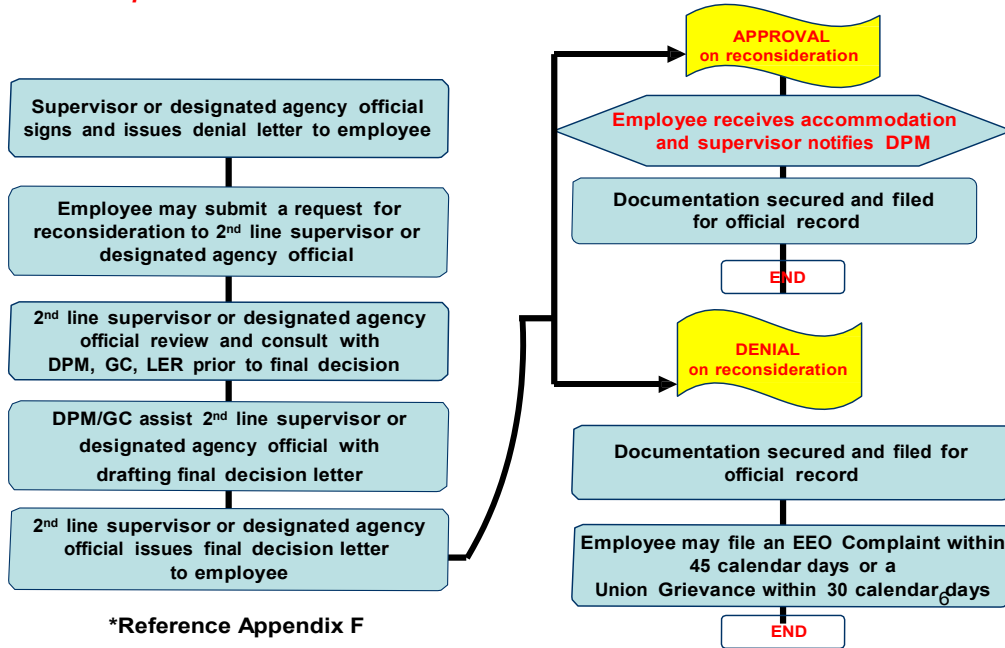 Supervisor or designated agency official
signs and issues denial letter to employee
Employee may submit a request for
reconsideration to 2nd line supervisor or
designated agency official
2nd line supervisor or designated agency
official review and consult with
DPM, GC, LER prior to final decision
DPM/GC assist 2nd line supervisor or
designated agency official with
drafting final decision letter
2nd line supervisor or designated agency
official issues final decision letter
to employee
*Reference Appendix F
APPROVAL
on reconsideration
Employee receives accommodation
and supervisor notifies DPM
Documentation secured and filed
for official record
END
DENIAL
on reconsideration
Documentation secured and filed for
official record
Employee may file an EEO Complaint within
45 calendar days or a
Union Grievance within 30 calendar days
6
END